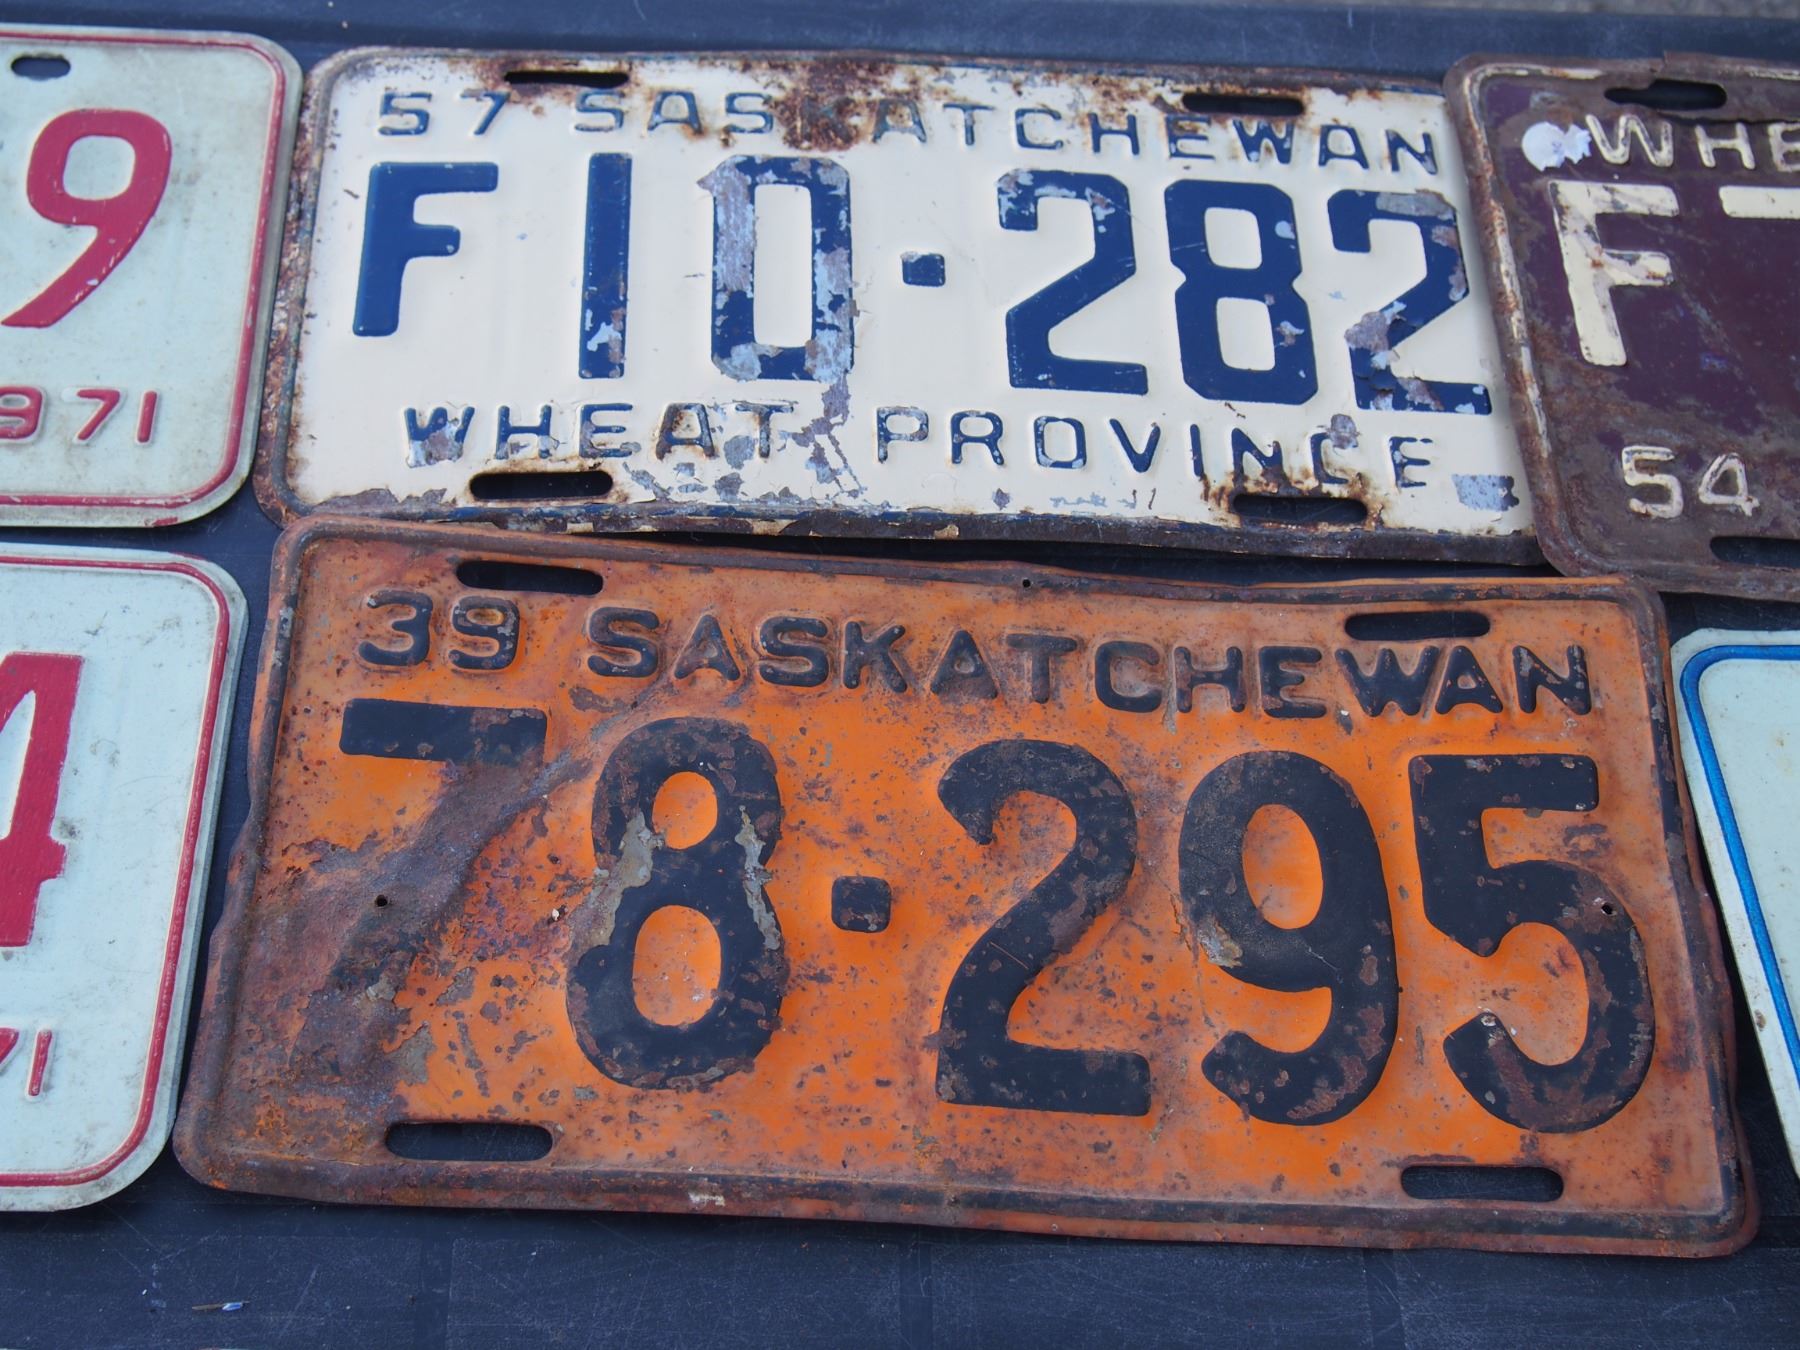 9
971
57 SASKATCHEWAN
F10·282
WHEAT PROVINCE
WHE
F
54
4
71
39 SASKATCHEWAN
78·295